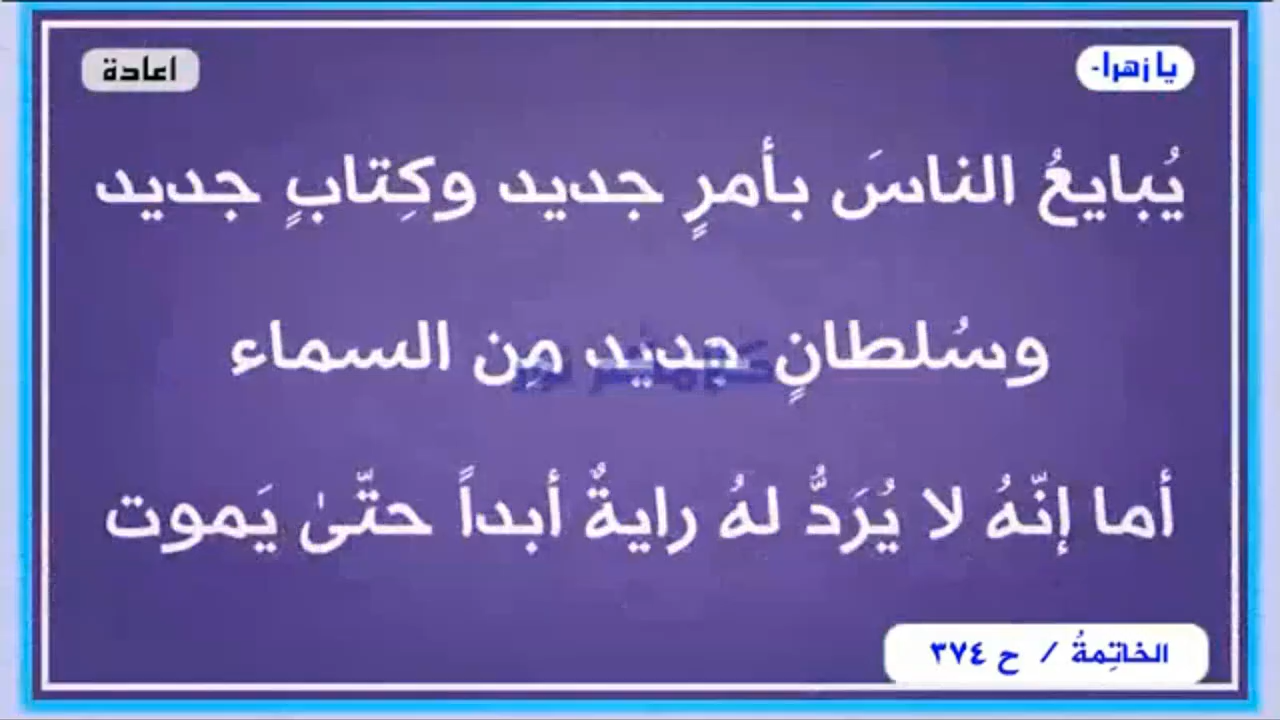 يا زهراء-
اعادة
يُبايعُ الناسَ بأمرٍ جديد وكِتابٍ جديد
وسُلطانٍ جديد مِن السماء
أما إنّهُ لا يُرَدُّ لهُ رايةٌ أبداً حتّىٰ يَموت
الخاتِمةُ / ح ٣٧٤